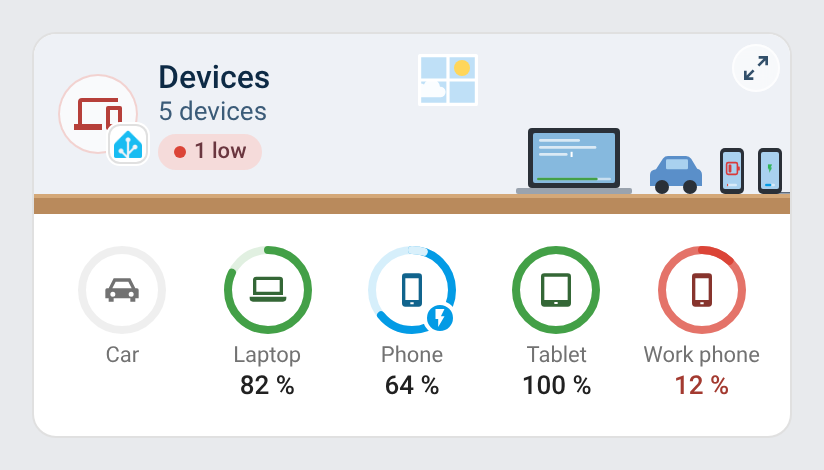 Devices
5 devices
1 low
Car
Laptop
Phone
Tablet
Work phone
82 %
64 %
100 %
12 %